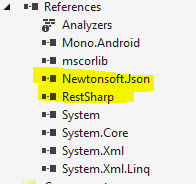 References
Analyzers
Mono.Android
mscorlib
Newtonsoft.Json
RestSharp
System
System.Core
System.Xml
System.Xml.Linq